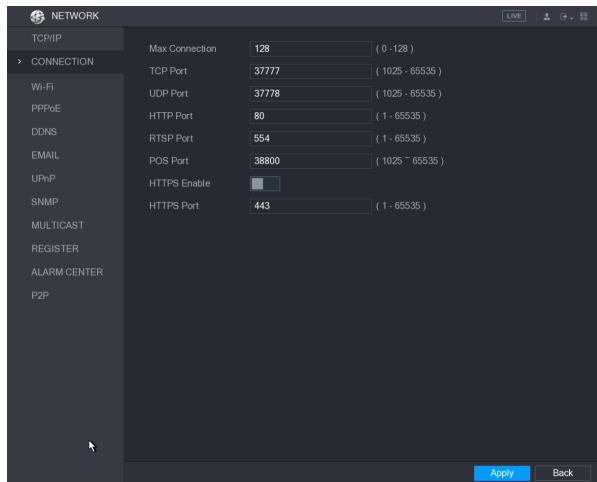 NETWORK
LIVE
TCP/IP
> CONNECTION
Wi-Fi
PPPoE
DDNS
EMAIL
UPnP
SNMP
MULTICAST
REGISTER
ALARM CENTER
P2P
Max Connection 128 ( 0 -128 )
TCP Port 37777 ( 1025 - 65535 )
UDP Port 37778 ( 1025 - 65535 )
HTTP Port 80 ( 1 - 65535 )
RTSP Port 554 ( 1 - 65535 )
POS Port 38800 ( 1025 ~ 65535 )
HTTPS Enable
HTTPS Port 443 ( 1 - 65535 )
Apply Back